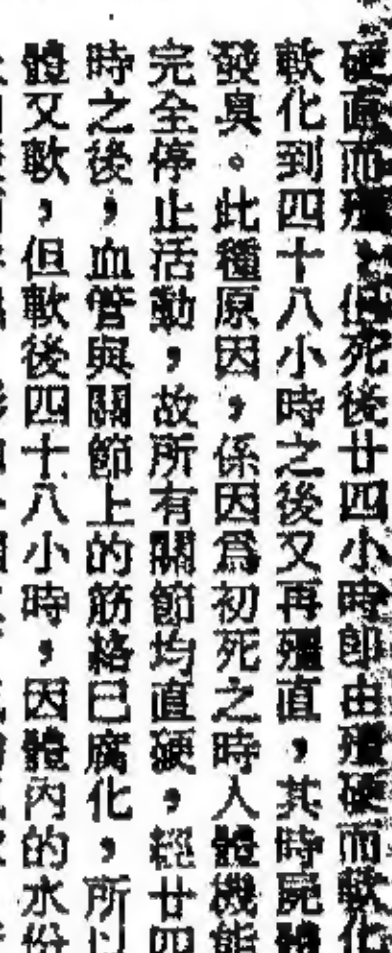 硬直而殭，但死後廿四小時卽由殭硬而軟化
軟化到四十八小時之後又再殭直，其時屍體
發臭。此種原因，係因爲初死之時人體機能
完全停止活動，故所有關節均直硬，經廿四
時之後，血管與關節上的筋絡已腐化，所以
體又軟，但軟後四十八小時，因體內的水份